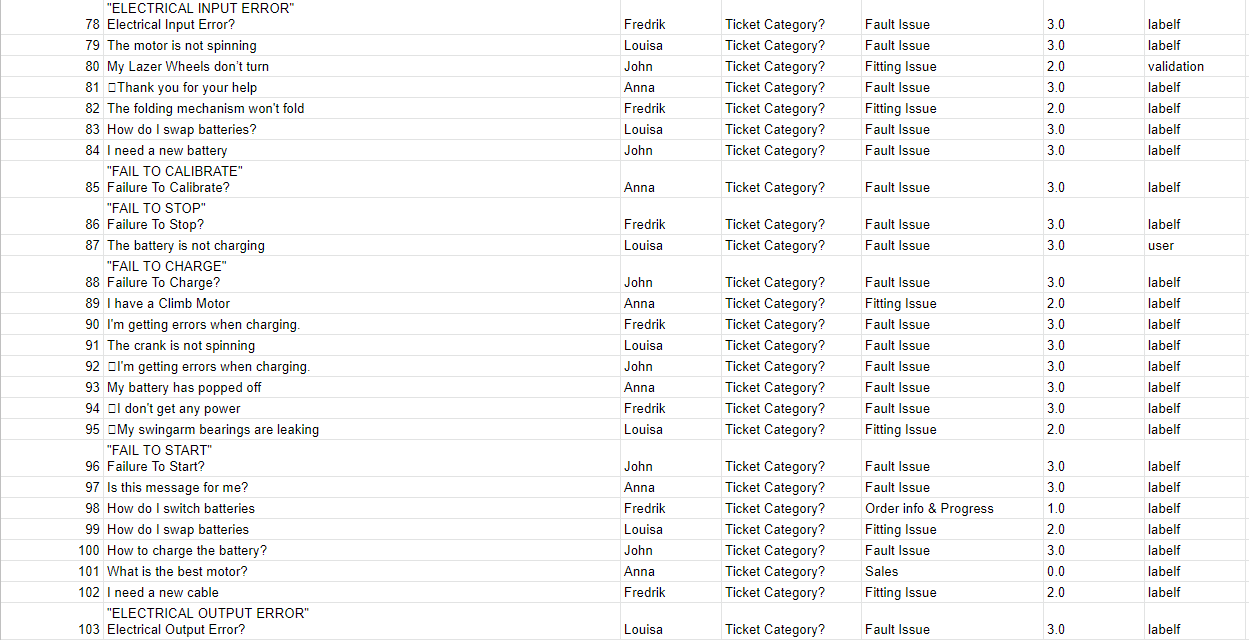 "ELECTRICAL INPUT ERROR"
78 Electrical Input Error? Fredrik Ticket Category? Fault Issue 3.0 labelf
79 The motor is not spinning Louisa Ticket Category? Fault Issue 3.0 labelf
80 My Lazer Wheels don't turn John Ticket Category? Fitting Issue 2.0 validation
81 □Thank you for your help Anna Ticket Category? Fault Issue 3.0 labelf
82 The folding mechanism won't fold Fredrik Ticket Category? Fitting Issue 2.0 labelf
83 How do I swap batteries? Louisa Ticket Category? Fault Issue 3.0 labelf
84 I need a new battery John Ticket Category? Fault Issue 3.0 labelf
"FAIL TO CALIBRATE"
85 Failure To Calibrate? Anna Ticket Category? Fault Issue 3.0 labelf
"FAIL TO STOP"
86 Failure To Stop? Fredrik Ticket Category? Fault Issue 3.0 labelf
87 The battery is not charging Louisa Ticket Category? Fault Issue 3.0 user
"FAIL TO CHARGE"
88 Failure To Charge? John Ticket Category? Fault Issue 3.0 labelf
89 I have a Climb Motor Anna Ticket Category? Fitting Issue 2.0 labelf
90 I'm getting errors when charging. Fredrik Ticket Category? Fault Issue 3.0 labelf
91 The crank is not spinning Louisa Ticket Category? Fault Issue 3.0 labelf
92 □I'm getting errors when charging. John Ticket Category? Fault Issue 3.0 labelf
93 My battery has popped off Anna Ticket Category? Fault Issue 3.0 labelf
94 □I don't get any power Fredrik Ticket Category? Fault Issue 3.0 labelf
95 □My swingarm bearings are leaking Louisa Ticket Category? Fitting Issue 2.0 labelf
"FAIL TO START"
96 Failure To Start? John Ticket Category? Fault Issue 3.0 labelf
97 Is this message for me? Anna Ticket Category? Fault Issue 3.0 labelf
98 How do I switch batteries Fredrik Ticket Category? Order info & Progress 1.0 labelf
99 How do I swap batteries Louisa Ticket Category? Fitting Issue 2.0 labelf
100 How to charge the battery? John Ticket Category? Fault Issue 3.0 labelf
101 What is the best motor? Anna Ticket Category? Sales 0.0 labelf
102 I need a new cable Fredrik Ticket Category? Fitting Issue 2.0 labelf
"ELECTRICAL OUTPUT ERROR"
103 Electrical Output Error? Louisa Ticket Category? Fault Issue 3.0 labelf